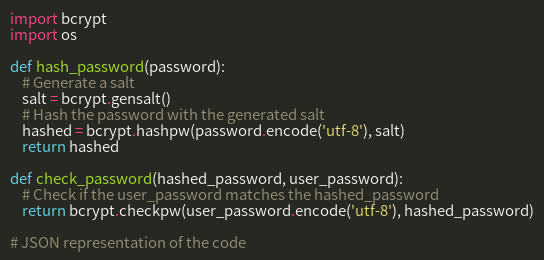 import bcrypt
import os

def hash_password(password):
    # Generate a salt
    salt = bcrypt.gensalt()
    # Hash the password with the generated salt
    hashed = bcrypt.hashpw(password.encode('utf-8'), salt)
    return hashed

def check_password(hashed_password, user_password):
    # Check if the user_password matches the hashed_password
    return bcrypt.checkpw(user_password.encode('utf-8'), hashed_password)

# JSON representation of the code